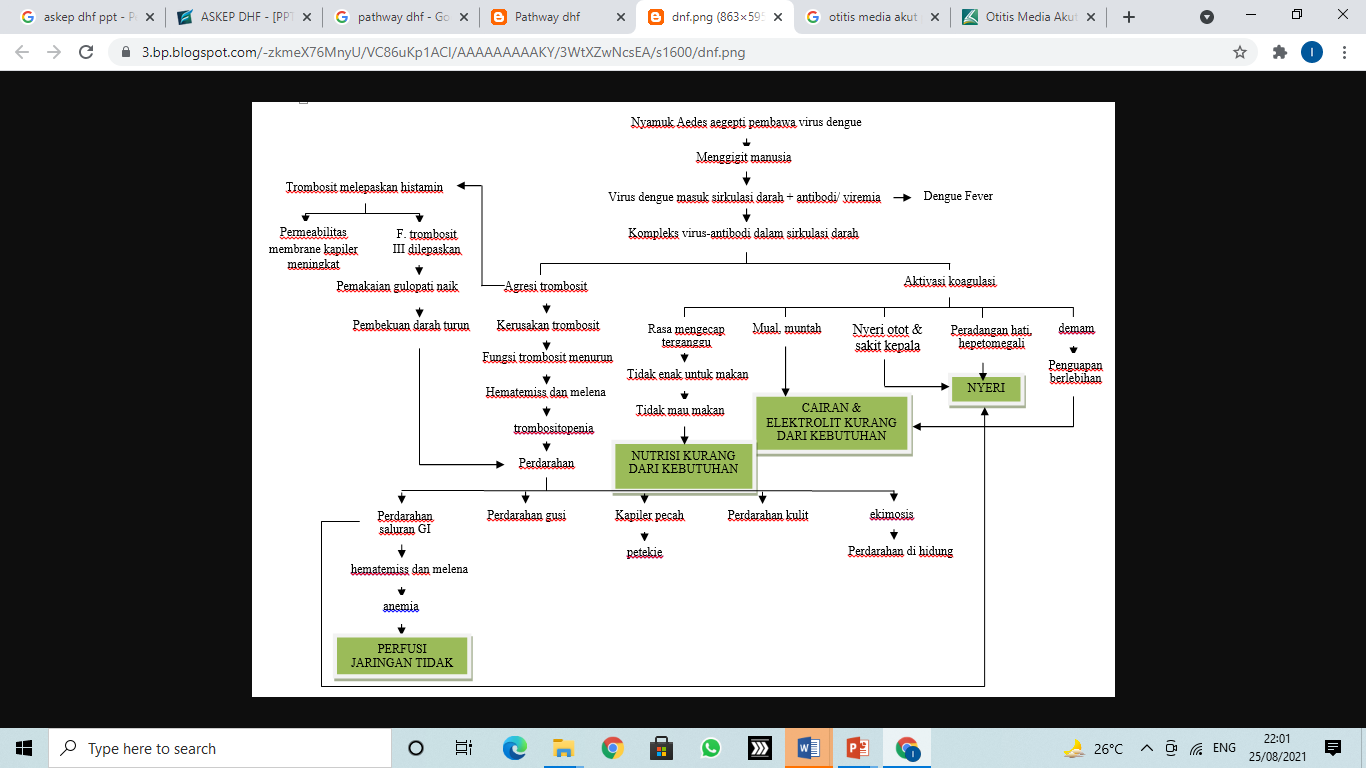 askep dhf ppt - P
ASKEP DHF - [PPT
pathway dhf - Go
Pathway dhf
dnf.png (863×595
otitis media akut
Otitis Media Akut
3.bp.blogspot.com/-zkmeX76MnyU/VC86uKp1ACI/AAAAAAAAAKY/3WtXZwNcsEA/s1600/dnf.png
I
Nyamuk Aedes aegepti pembawa virus dengue
Menggigit manusia
Trombosit melepaskan histamin
Virus dengue masuk sirkulasi darah + antibodi/ viremia
Dengue Fever
Permeabilitas
membrane kapiler
meningkat
F. trombosit
III dilepaskan
Kompleks virus-antibodi dalam sirkulasi darah
Pemakaian gulopati naik
Agresi trombosit
Aktivasi koagulasi
Pembekuan darah turun
Kerusakan trombosit
Rasa mengecap
terganggu
Mual, muntah
Nyeri otot &
sakit kepala
Peradangan hati,
hepetomegali
demam
Fungsi trombosit menurun
Tidak enak untuk makan
Penguapan
berlebihan
NYERI
Hematemiss dan melena
Tidak mau makan
CAIRAN &
ELEKTROLIT KURANG
DARI KEBUTUHAN
trombositopenia
Perdarahan
NUTRISI KURANG
DARI KEBUTUHAN
Perdarahan
saluran GI
Perdarahan gusi
Kapiler pecah
Perdarahan kulit
ekimosis
petekie
Perdarahan di hidung
hematemiss dan melena
anemia
PERFUSI
JARINGAN TIDAK
Type here to search
26°C
ENG
22:01
25/08/2021